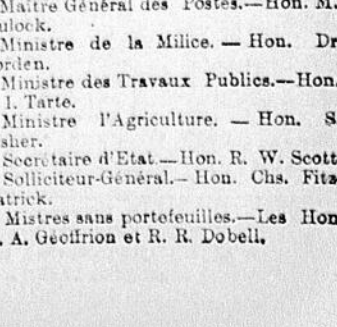 Maître Général des Postes.—Hon. M.
ulock.
Ministre de la Milice. — Hon. Dr
orden.
Ministre des Travaux Publics.—Hon.
I. Tarte.
Ministre l'Agriculture. — Hon. S
sher.
Secrétaire d'Etat.—Hon. R. W. Scott
Solliciteur-Général.—Hon. Chs. Fitz
atrick.
Mistres sans portefeuilles.—Les Hon
. A. Geoffrion et R. R. Dobell.